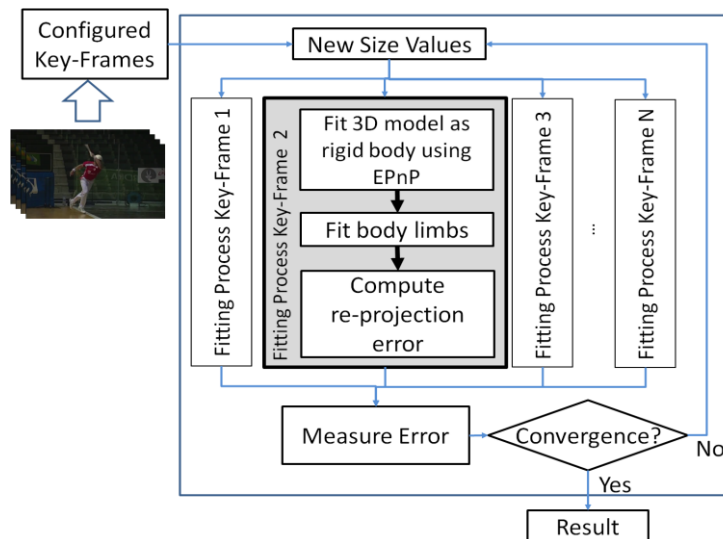 Configured
Key-Frames
New Size Values
Fitting Process Key-Frame 1
Fitting Process Key-Frame 2
Fit 3D model as
rigid body using
EPnP
Fit body limbs
Compute
re-projection
error
Fitting Process Key-Frame 3
...
Fitting Process Key-Frame N
Measure Error
Convergence?
No
Yes
Result